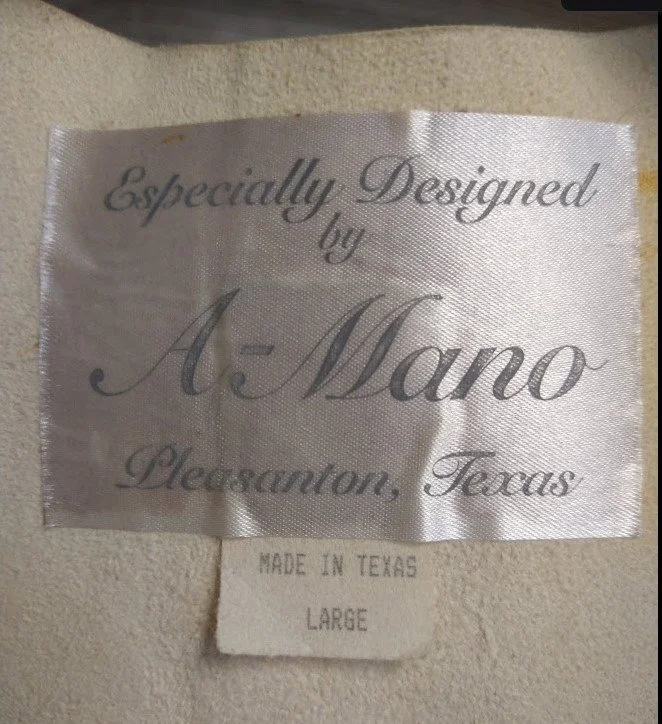 Especially Designed
by
A-Mano
Pleasanton, Texas
MADE IN TEXAS
LARGE